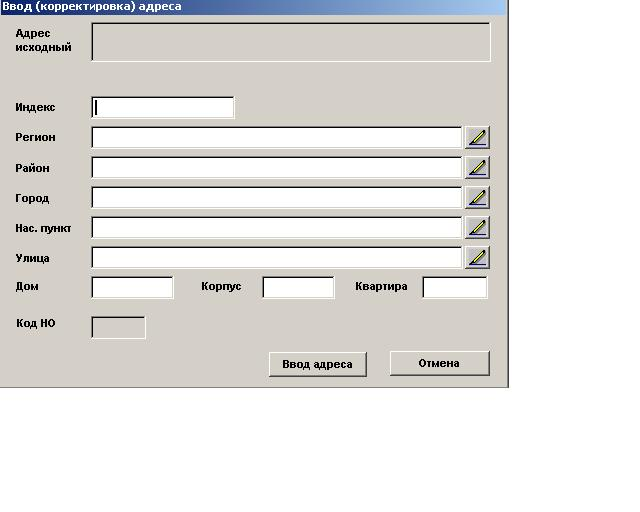 Ввод (корректировка) адреса
Адрес
исходный
Индекс
Регион
Район
Город
Нас. пункт
Улица
Дом Корпус Квартира
Код НО
Ввод адреса Отмена